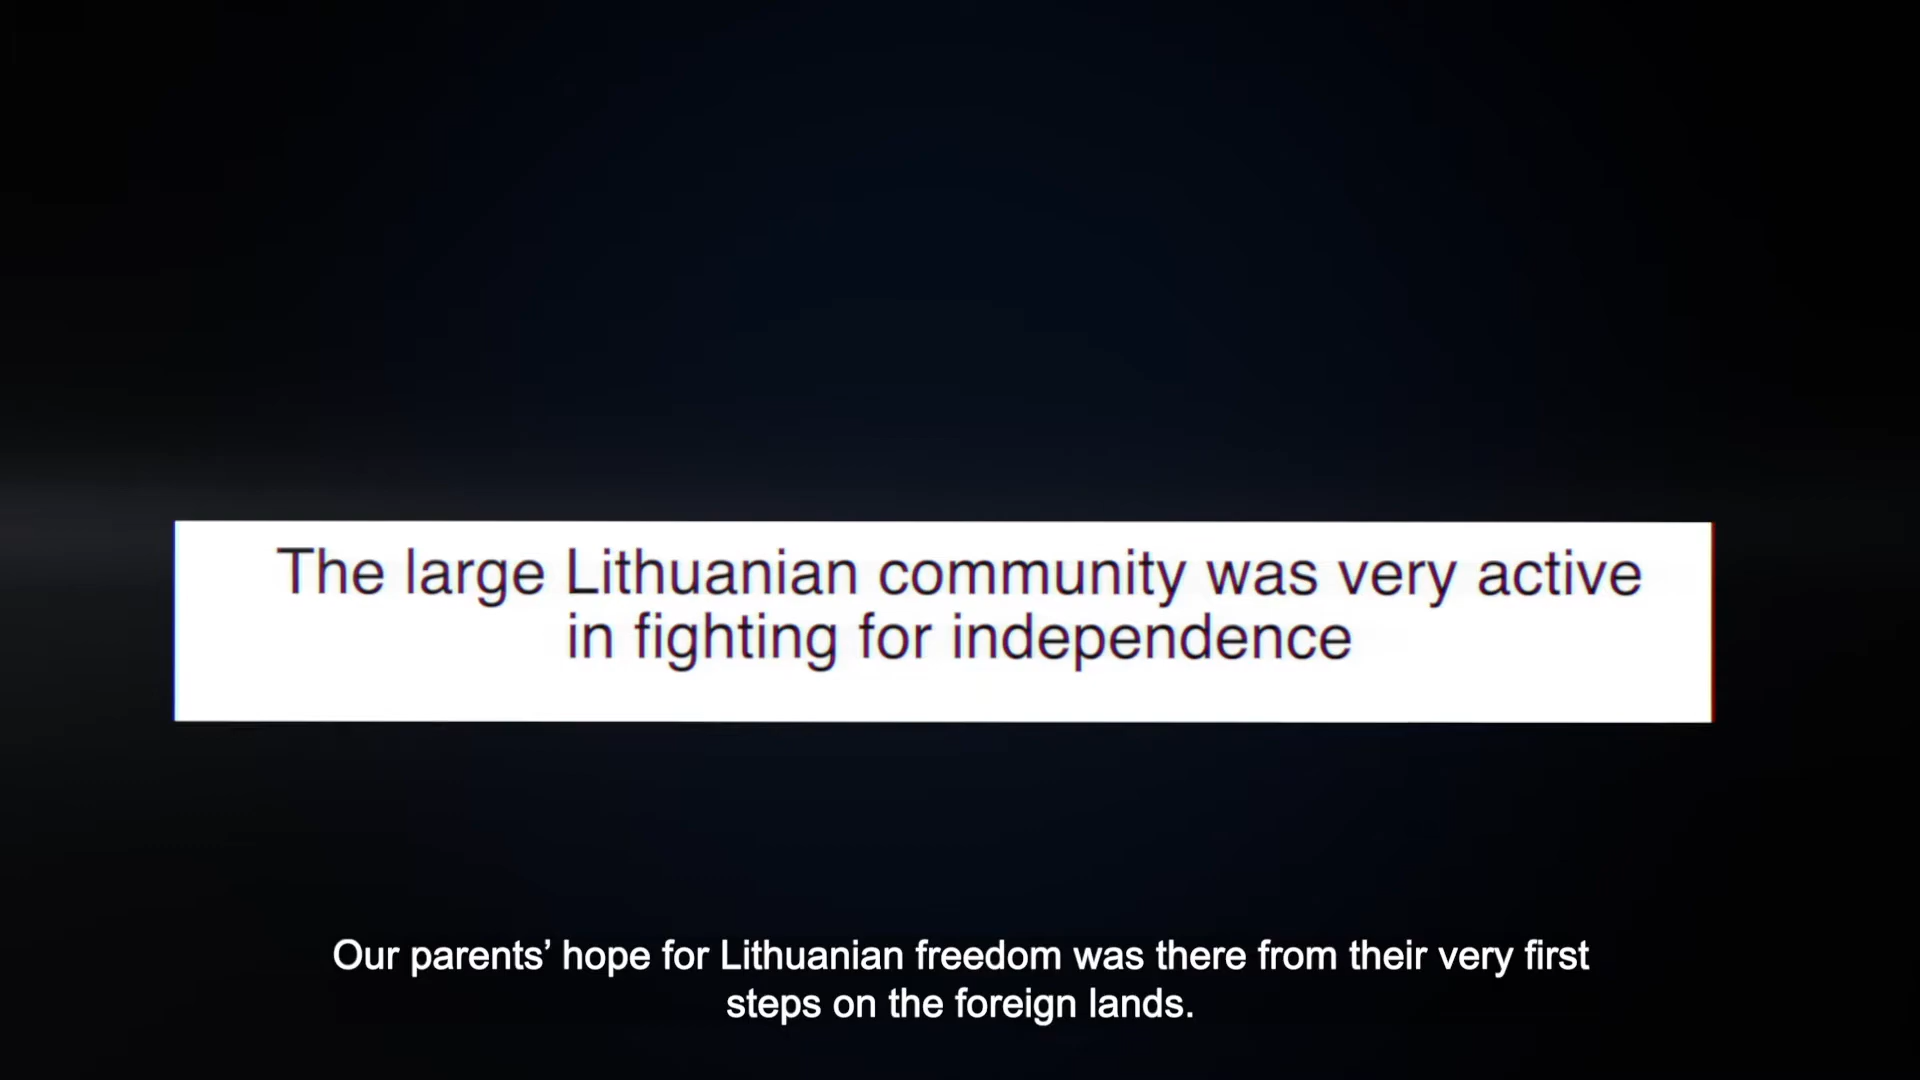 The large Lithuanian community was very active
in fighting for independence
Our parents’ hope for Lithuanian freedom was there from their very first
steps on the foreign lands.